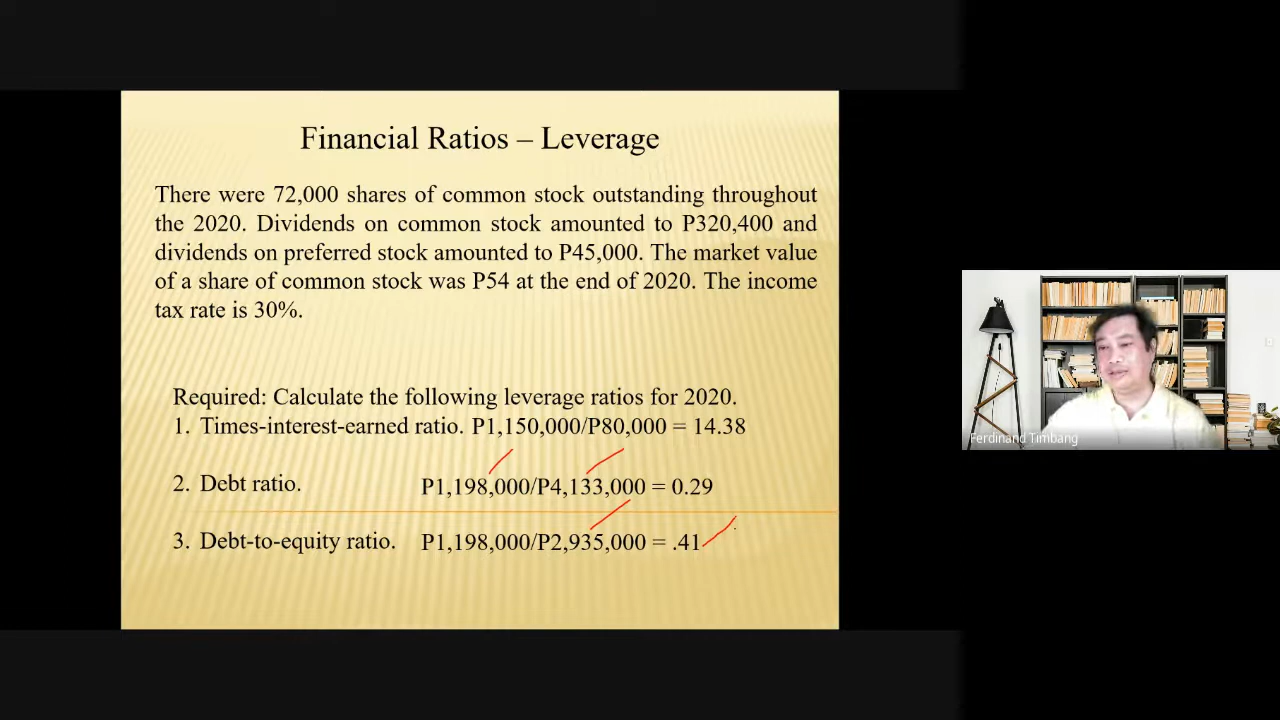 Financial Ratios – Leverage
There were 72,000 shares of common stock outstanding throughout
the 2020. Dividends on common stock amounted to P320,400 and
dividends on preferred stock amounted to P45,000. The market value
of a share of common stock was P54 at the end of 2020. The income
tax rate is 30%.
Required: Calculate the following leverage ratios for 2020.
1. Times-interest-earned ratio. P1,150,000/P80,000 = 14.38
2. Debt ratio. P1,198,000/P4,133,000 = 0.29
3. Debt-to-equity ratio. P1,198,000/P2,935,000 = .41
Ferdinand Timbang